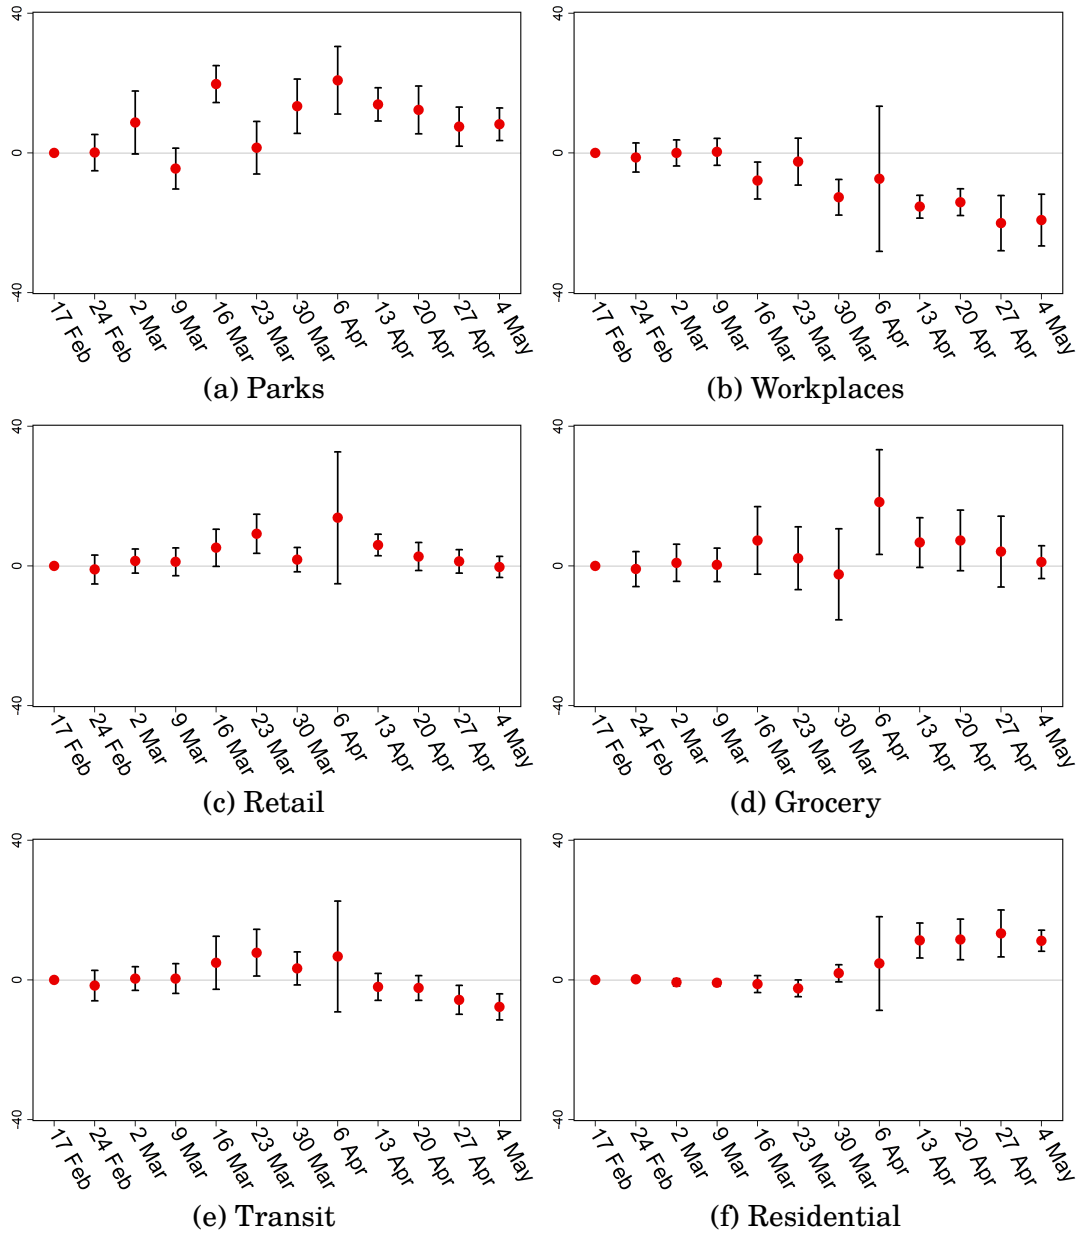 40
0
-40
17 Feb
24 Feb
2 Mar
9 Mar
16 Mar
23 Mar
30 Mar
6 Apr
13 Apr
20 Apr
27 Apr
4 May
(a) Parks
40
0
-40
17 Feb
24 Feb
2 Mar
9 Mar
16 Mar
23 Mar
30 Mar
6 Apr
13 Apr
20 Apr
27 Apr
4 May
(b) Workplaces
40
0
-40
17 Feb
24 Feb
2 Mar
9 Mar
16 Mar
23 Mar
30 Mar
6 Apr
13 Apr
20 Apr
27 Apr
4 May
(c) Retail
40
0
-40
17 Feb
24 Feb
2 Mar
9 Mar
16 Mar
23 Mar
30 Mar
6 Apr
13 Apr
20 Apr
27 Apr
4 May
(d) Grocery
40
0
-40
17 Feb
24 Feb
2 Mar
9 Mar
16 Mar
23 Mar
30 Mar
6 Apr
13 Apr
20 Apr
27 Apr
4 May
(e) Transit
40
0
-40
17 Feb
24 Feb
2 Mar
9 Mar
16 Mar
23 Mar
30 Mar
6 Apr
13 Apr
20 Apr
27 Apr
4 May
(f) Residential